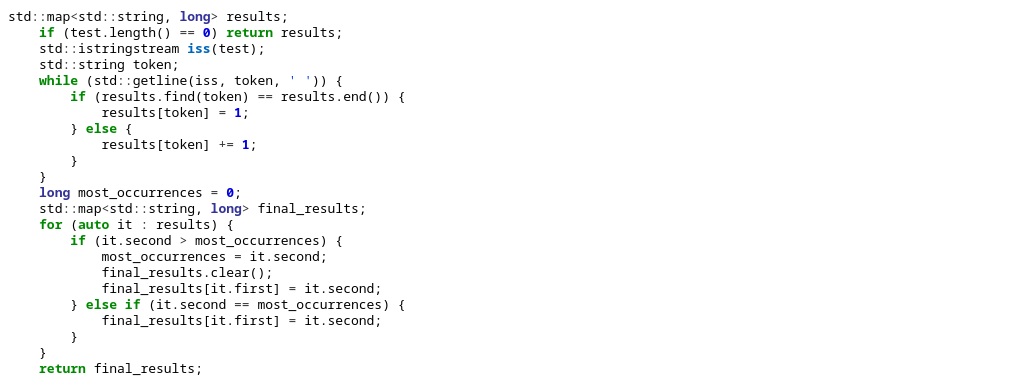 std::map<std::string, long> results;
    if (test.length() == 0) return results;
    std::istringstream iss(test);
    std::string token;
    while (std::getline(iss, token, ' ')) {
        if (results.find(token) == results.end()) {
            results[token] = 1;
        } else {
            results[token] += 1;
        }
    }
    long most_occurrences = 0;
    std::map<std::string, long> final_results;
    for (auto it : results) {
        if (it.second > most_occurrences) {
            most_occurrences = it.second;
            final_results.clear();
            final_results[it.first] = it.second;
        } else if (it.second == most_occurrences) {
            final_results[it.first] = it.second;
        }
    }
    return final_results;